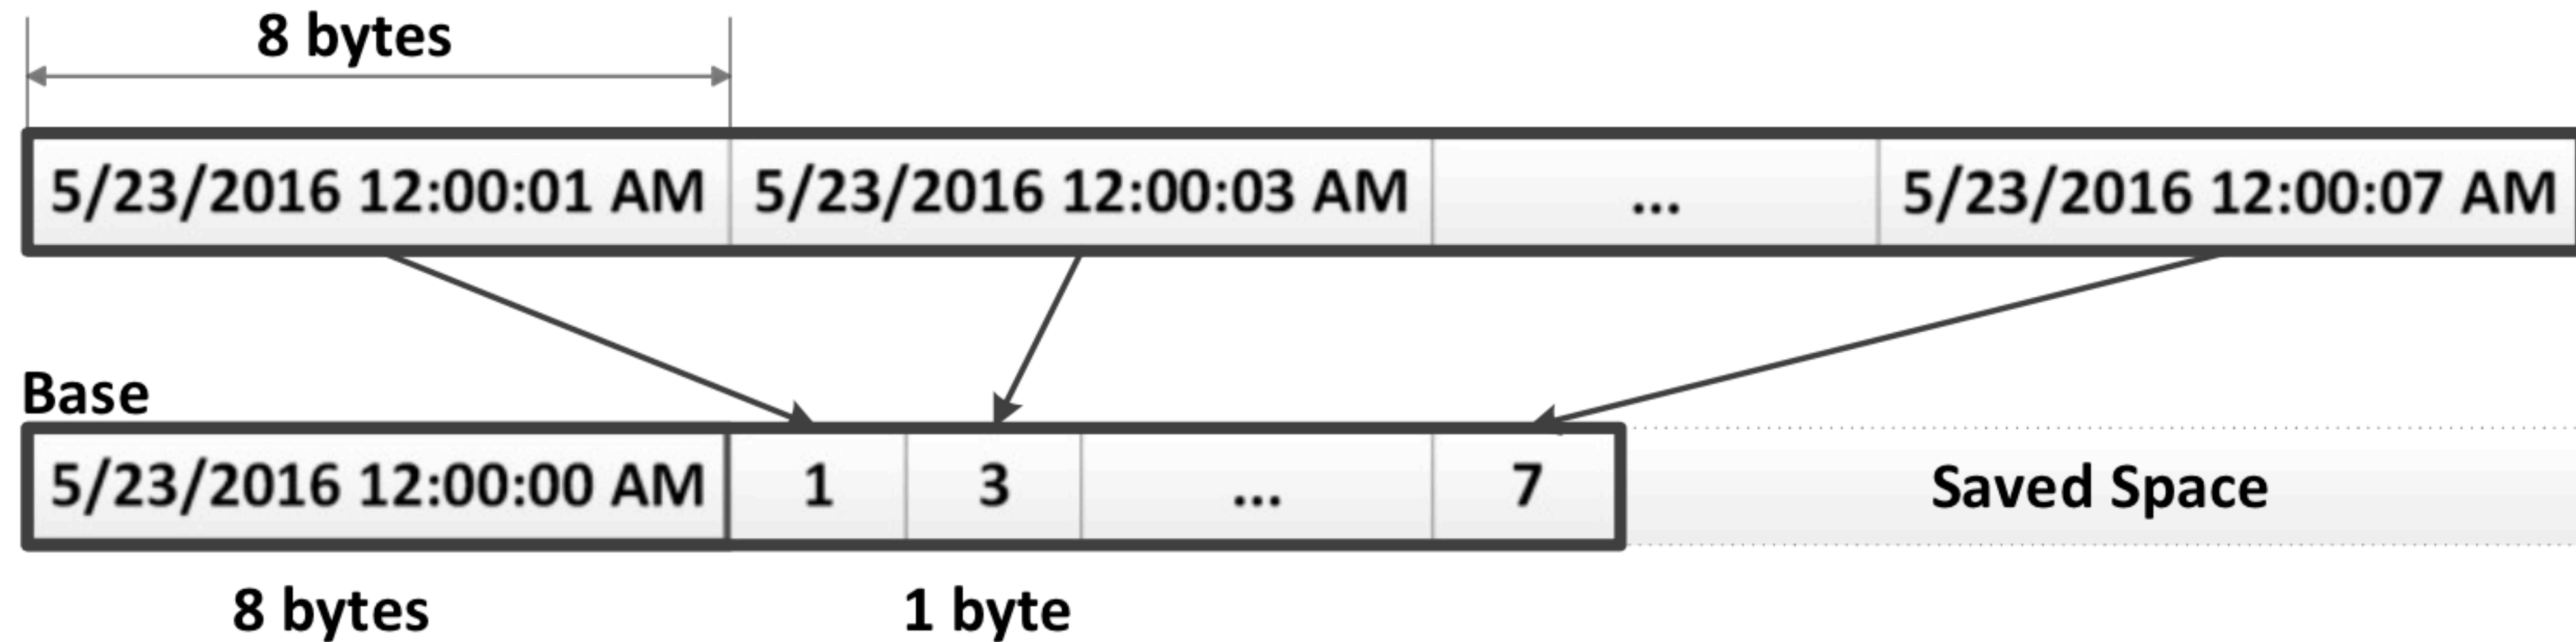 8 bytes
5/23/2016 12:00:01 AM 5/23/2016 12:00:03 AM ... 5/23/2016 12:00:07 AM
Base
5/23/2016 12:00:00 AM 1 3 ... 7 Saved Space
8 bytes 1 byte